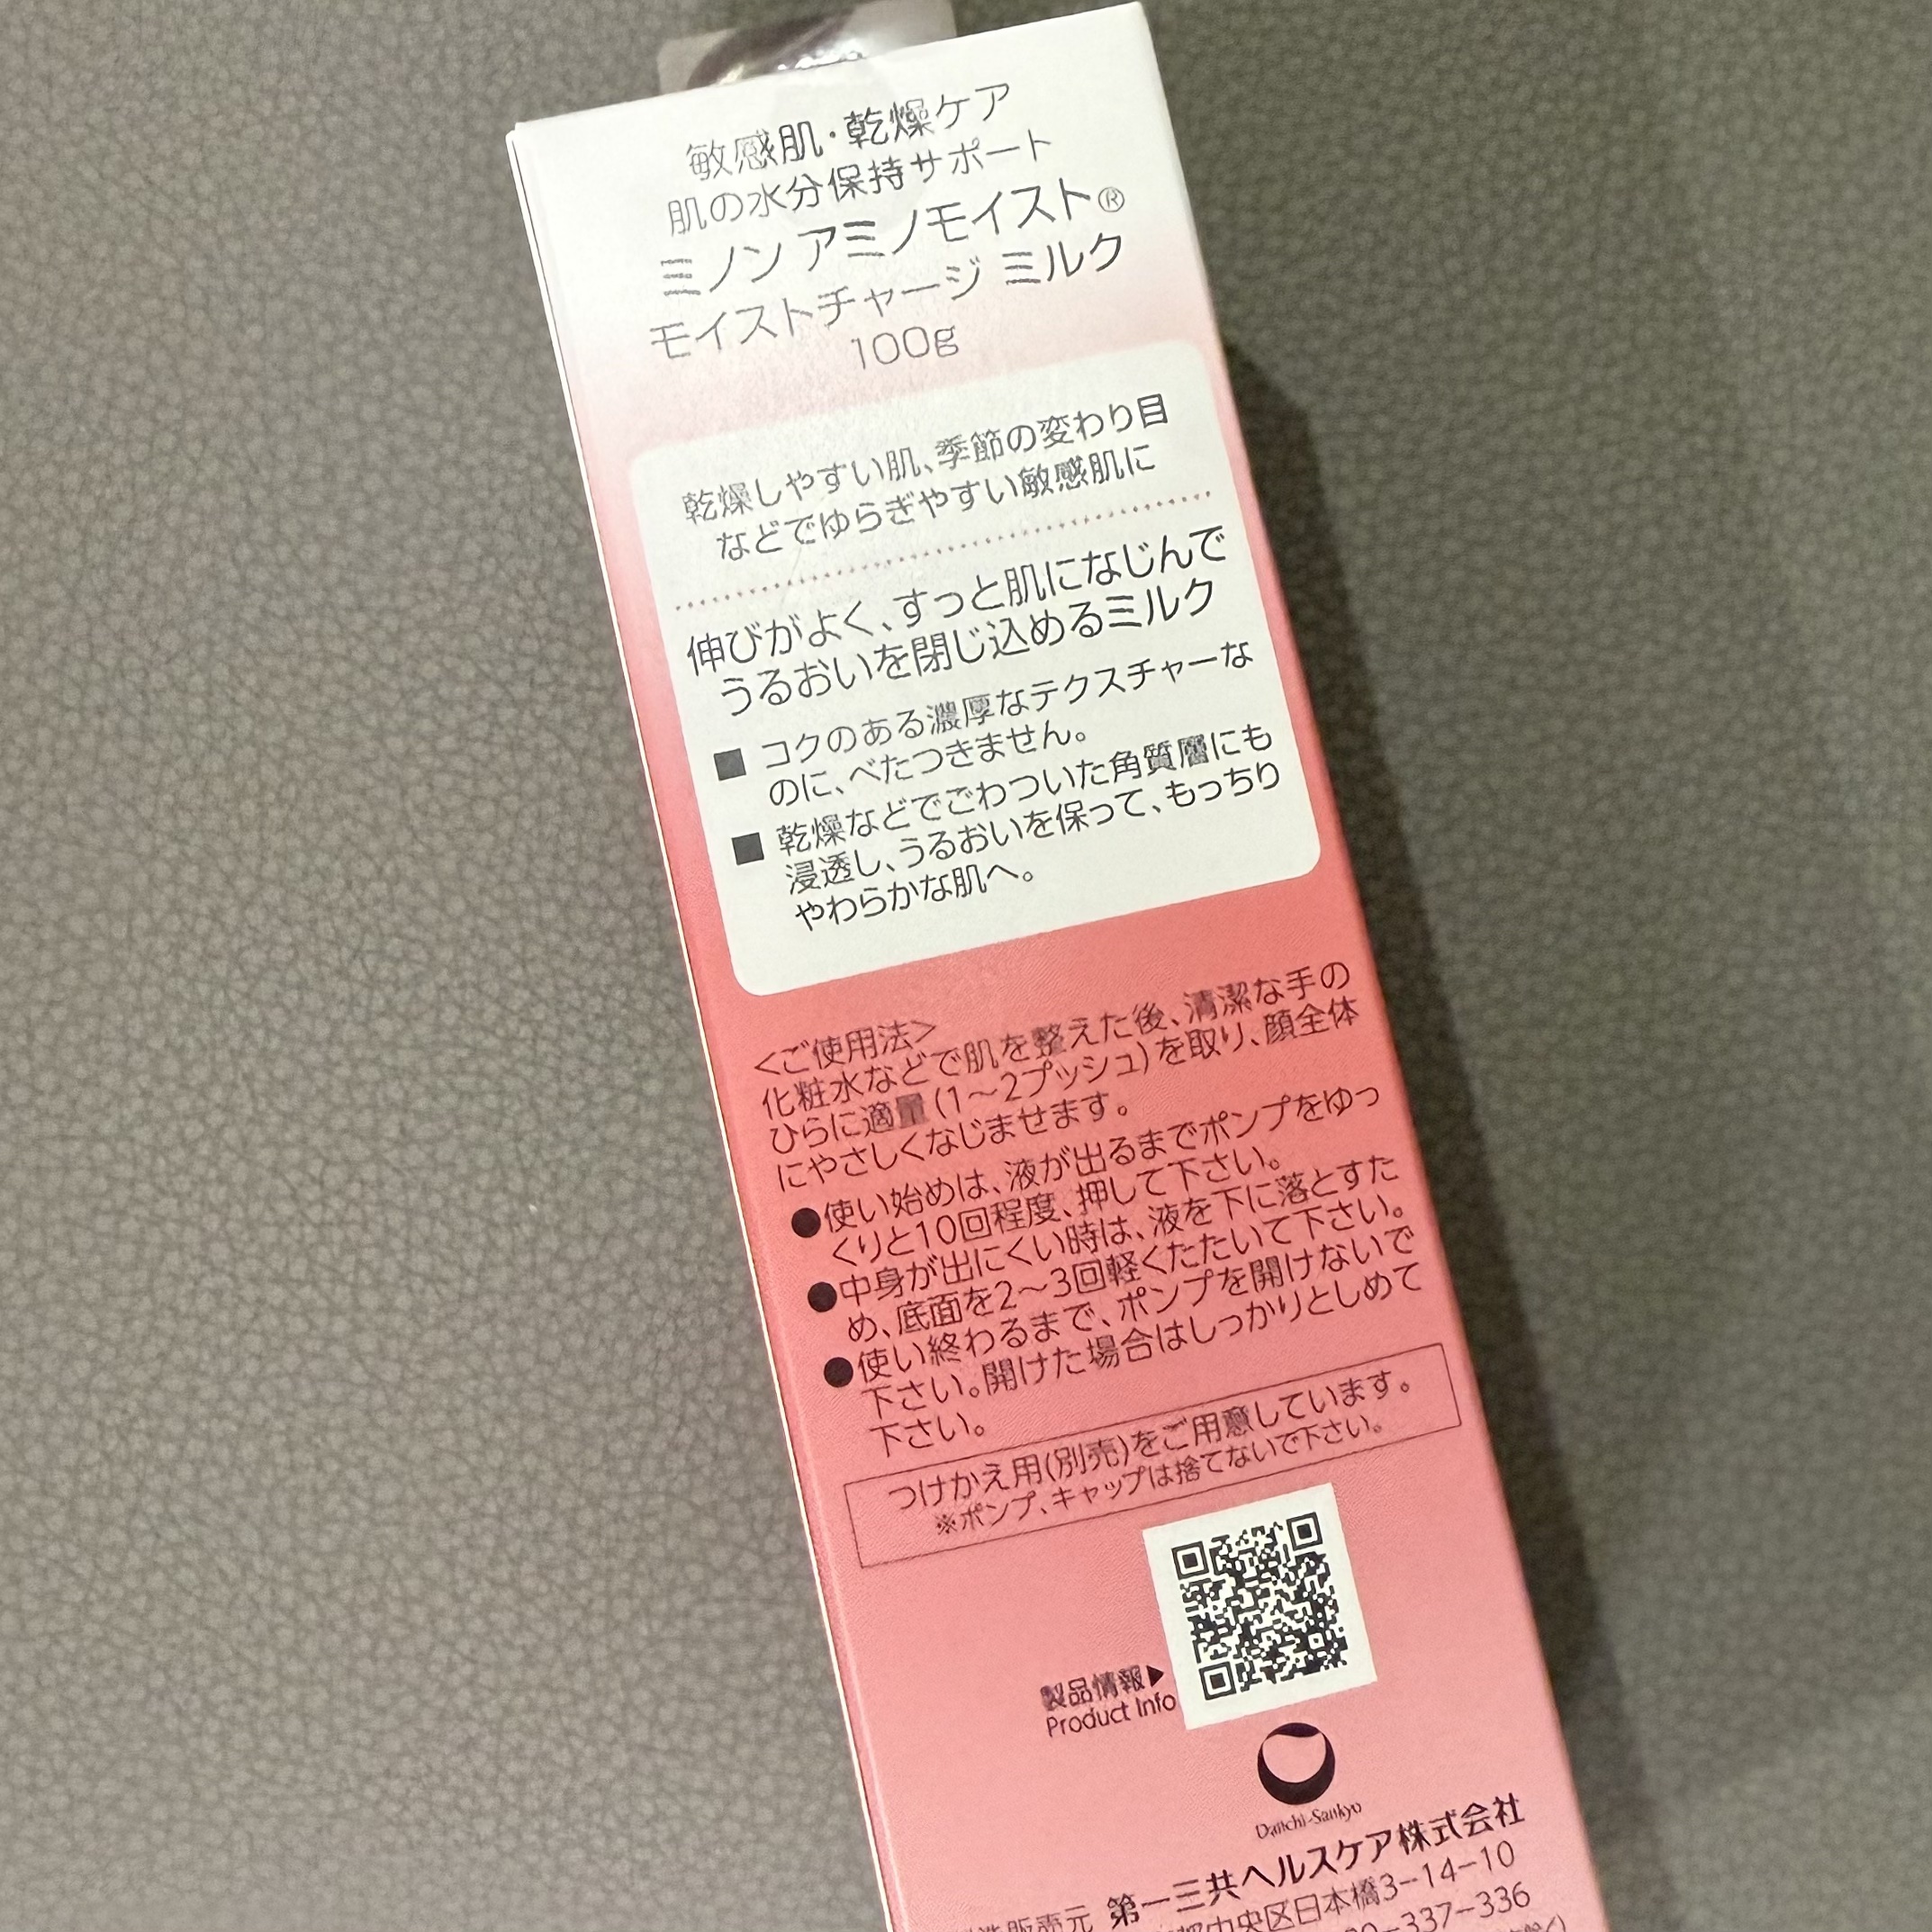 敏感肌・乾燥ケア
肌の水分保持サポート
ミノン アミノモイスト®
モイストチャージ ミルク
100g
乾燥しやすい肌、季節の変わり目
などでゆらぎやすい敏感肌に
伸びがよく、すっと肌になじんで
うるおいを閉じ込めるミルク
■ コクのある濃厚なテクスチャーな
のに、べたつきません。
■ 乾燥などでごわついた角質層にも
浸透し、うるおいを保って、もっちり
やわらかな肌へ。
<ご使用法>
化粧水などで肌を整えた後、清潔な手の
ひらに適量(1～2プッシュ)を取り、顔全体
にやさしくなじませます。
●使い始めは、液が出るまでポンプをゆっ
くりと10回程度、押して下さい。
●中身が出にくい時は、液を下に落とすた
め、底面を2～3回軽くたたいて下さい。
●使い終わるまで、ポンプを開けないで
下さい。開けた場合はしっかりとしめて
下さい。
つけかえ用(別売)をご用意しています。
※ポンプ、キャップは捨てないで下さい。
製品情報▶
Product Info
Daiichi-Sankyo
販売元 第一三共ヘルスケア株式会社
中央区日本橋3-14-10
337-336